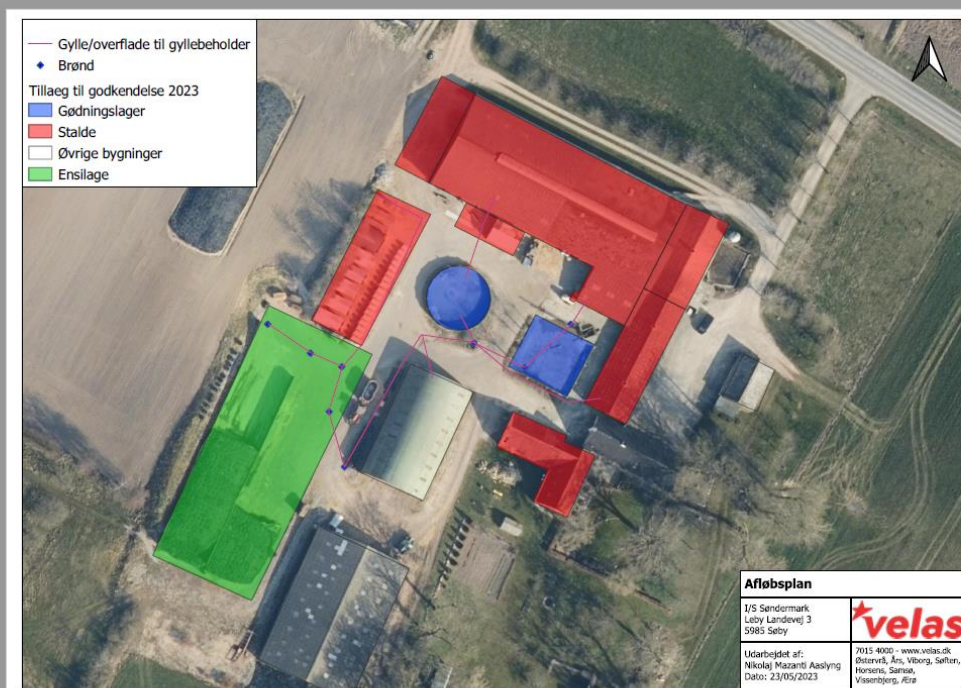 Gylle/overflade til gyllebeholder
Brønd
Tillaeg til godkendelse 2023
Gødningslager
Stalde
Øvrige bygninger
Ensilage
Afløbsplan
I/S Søndermark
Leby Landevej 3
5985 Søby
velas
Udarbejdet af:
Nikolaj Mazanti Aaslyng
Dato: 23/05/2023
7015 4000 - www.velas.dk
Østervrå, Års, Viborg, Søften,
Horsens, Samsø,
Vissenbjerg, Ærø